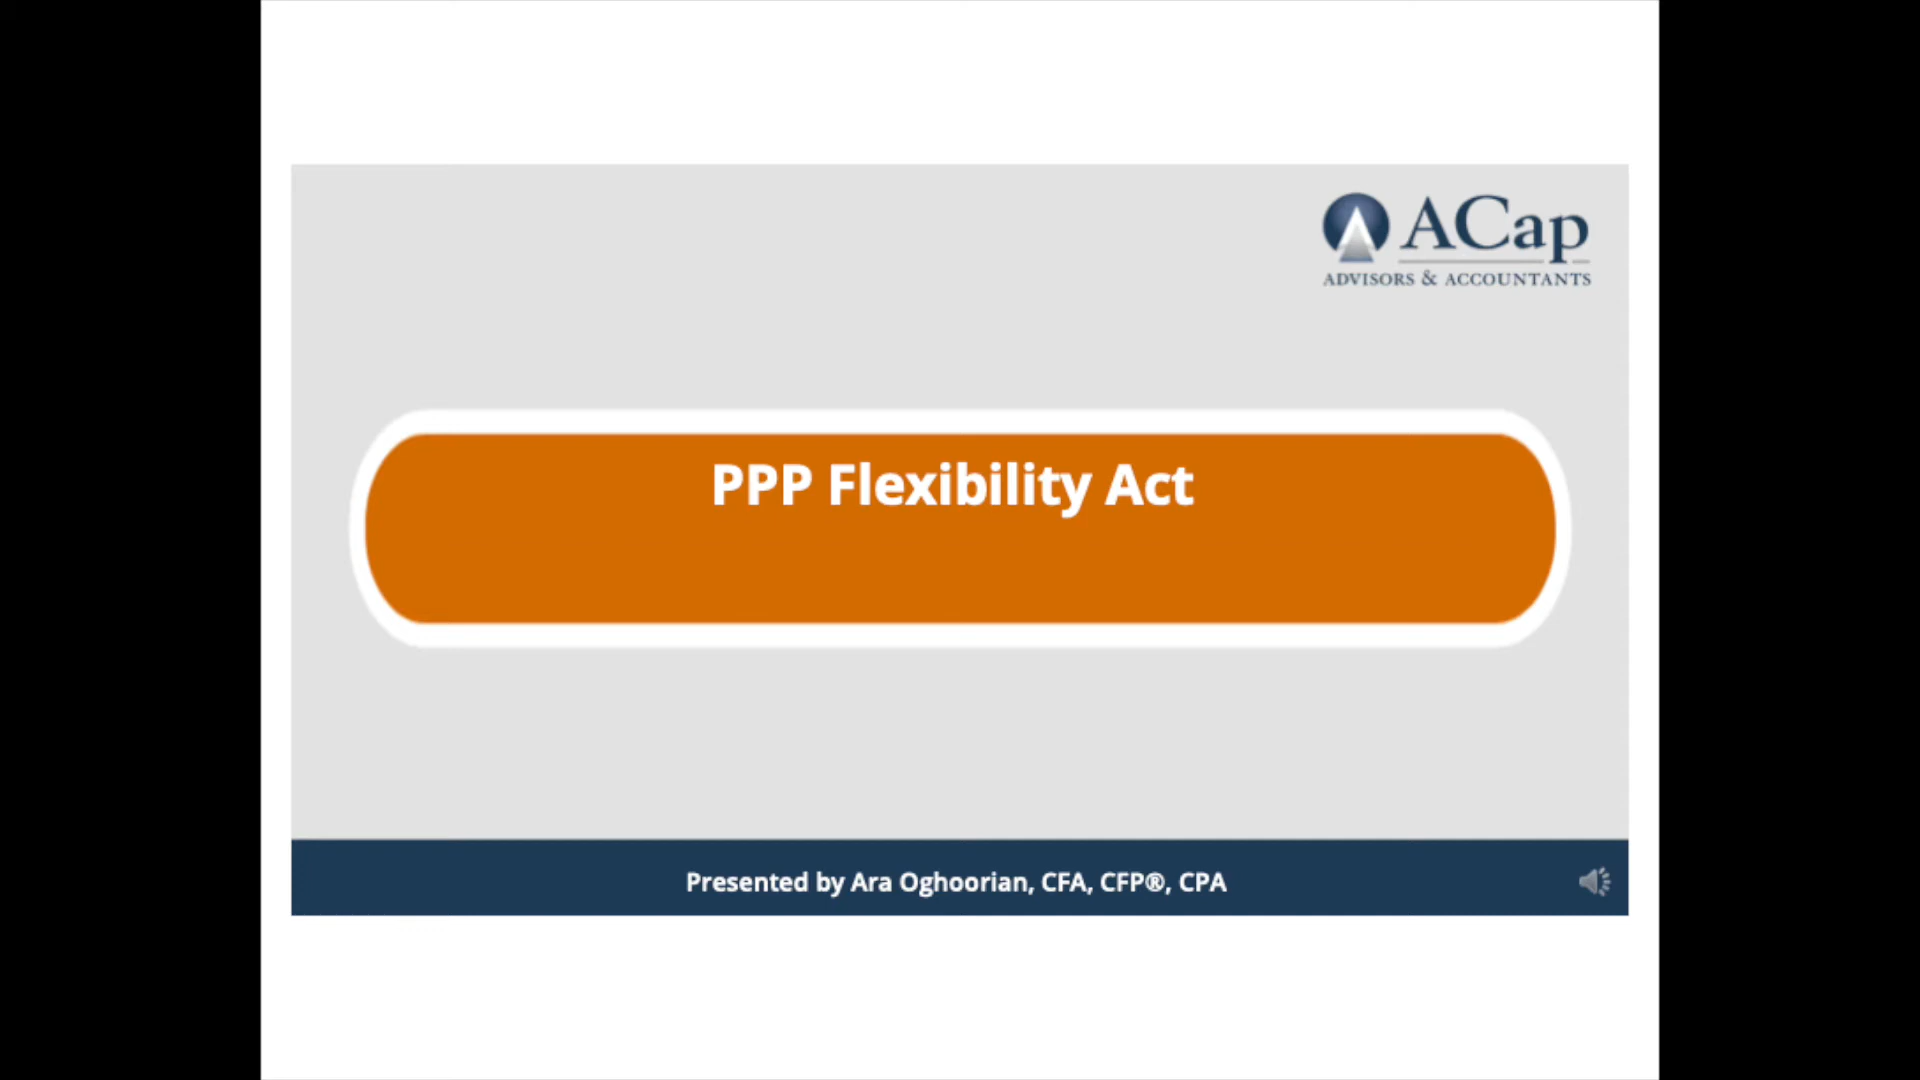 ACap
ADVISORS & ACCOUNTANTS
PPP Flexibility Act
Presented by Ara Oghoorian, CFA, CFP®, CPA